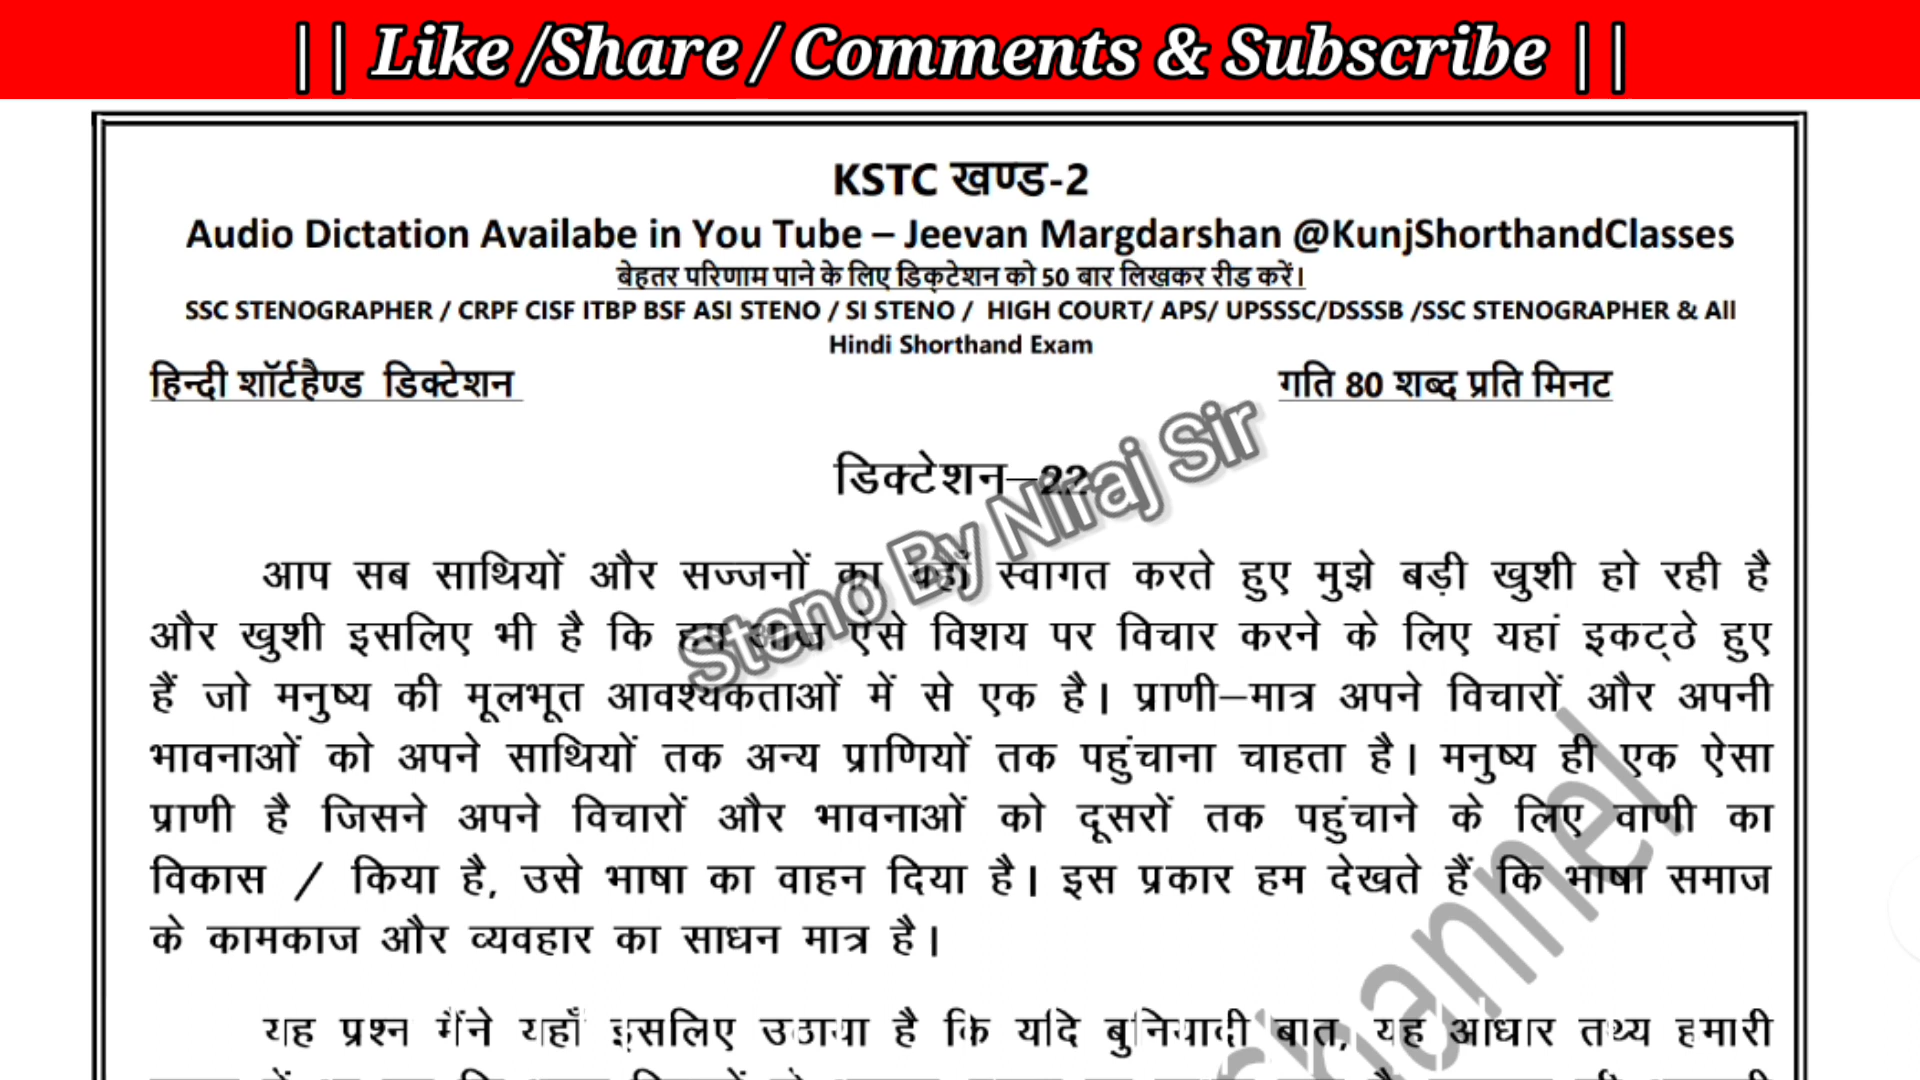 || Like /Share / Comments & Subscribe ||
KSTC खण्ड-2
Audio Dictation Availabe in You Tube – Jeevan Margdarshan @KunjShorthandClasses
बेहतर परिणाम पाने के लिए डिक्टेशन को 50 बार लिखकर रीड करें।
SSC STENOGRAPHER / CRPF CISF ITBP BSF ASI STENO / SI STENO / HIGH COURT/ APS/ UPSSSC/DSSSB /SSC STENOGRAPHER & All
Hindi Shorthand Exam
हिन्दी शॉर्टहैण्ड डिक्टेशन गति 80 शब्द प्रति मिनट
डिक्टेशन–22
Steno By Niraj Sir
आप सब साथियों और सज्जनों का यहाँ स्वागत करते हुए मुझे बड़ी खुशी हो रही है
और खुशी इसलिए भी है कि हम आज ऐसे विशय पर विचार करने के लिए यहां इकट्ठे हुए
हैं जो मनुष्य की मूलभूत आवश्यकताओं में से एक है। प्राणी–मात्र अपने विचारों और अपनी
भावनाओं को अपने साथियों तक अन्य प्राणियों तक पहुंचाना चाहता है। मनुष्य ही एक ऐसा
प्राणी है जिसने अपने विचारों और भावनाओं को दूसरों तक पहुंचाने के लिए वाणी का
विकास / किया है, उसे भाषा का वाहन दिया है। इस प्रकार हम देखते हैं कि भाषा समाज
के कामकाज और व्यवहार का साधन मात्र है।
यह प्रश्न मैंने यहाँ इसलिए उठाया है कि यदि बुनियादी बात, यह आधार तथ्य हमारी